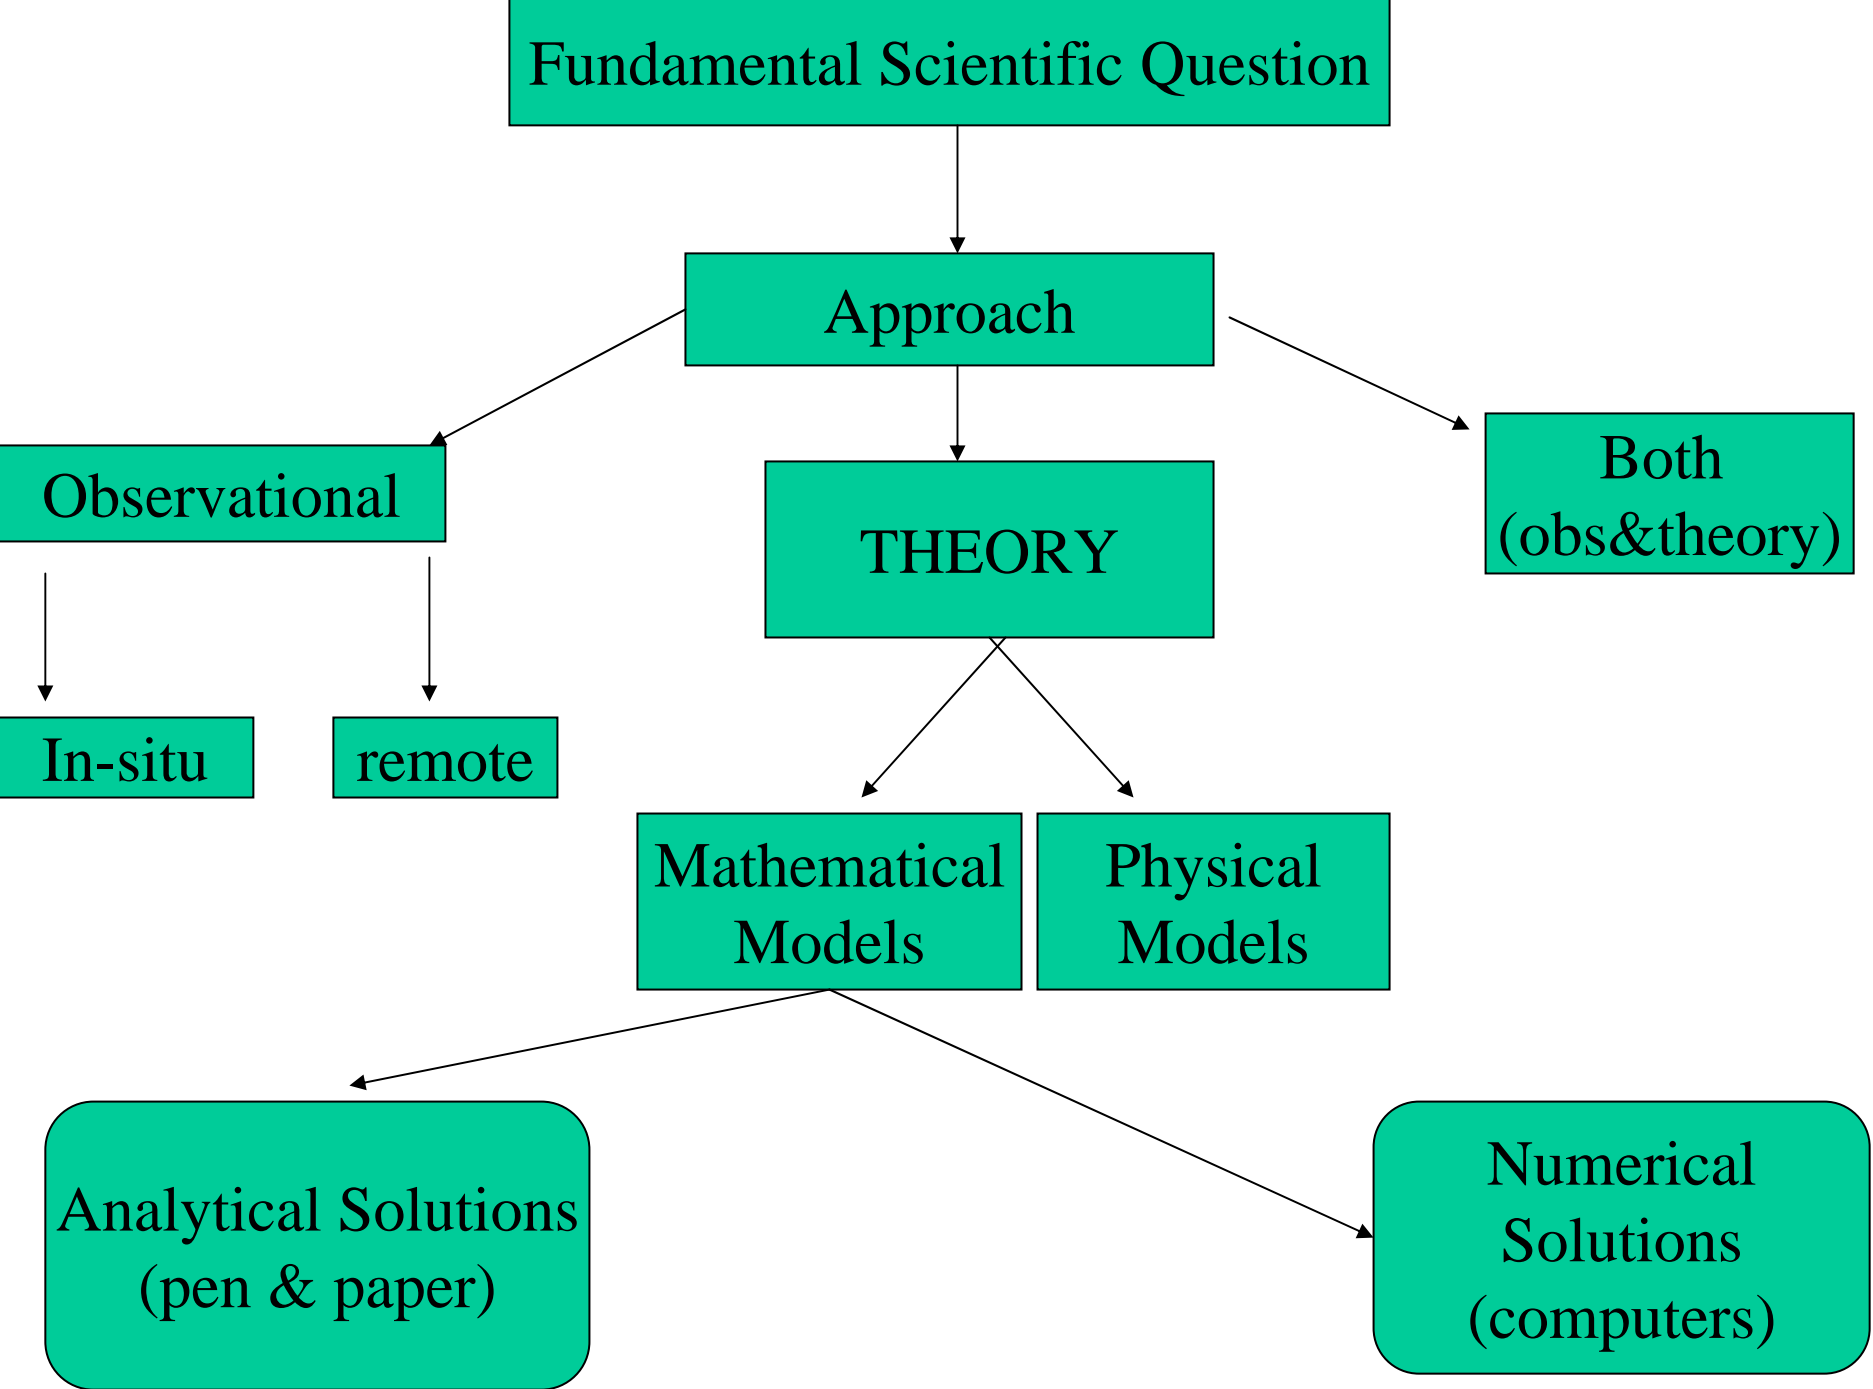 Fundamental Scientific Question
Approach
Observational
THEORY
Both
(obs&theory)
In-situ
remote
Mathematical
Models
Physical
Models
Analytical Solutions
(pen & paper)
Numerical
Solutions
(computers)